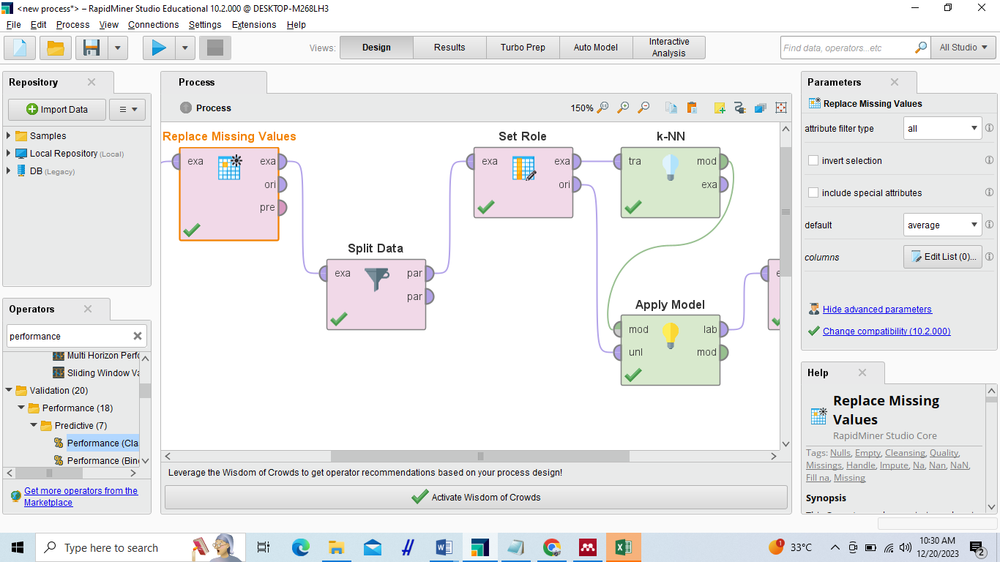 <new process*> – RapidMiner Studio Educational 10.2.000 @ DESKTOP-M268LH3
File Edit Process View Connections Settings Extensions Help
Views: Design Results Turbo Prep Auto Model Interactive Analysis
Find data, operators...etc All Studio
Repository
Import Data
Samples
Local Repository (Local)
DB (Legacy)
Operators
performance
Multi Horizon Perfo
Sliding Window Va
Validation (20)
Performance (18)
Predictive (7)
Performance (Cla
Performance (Bin
Get more operators from the
Marketplace
Process
Process
150%
Replace Missing Values
exa exa
ori
pre
Split Data
exa par
par
Set Role
exa exa
ori
k-NN
tra mod
exa
Apply Model
mod lab
unl mod
Leverage the Wisdom of Crowds to get operator recommendations based on your process design!
Activate Wisdom of Crowds
Parameters
Replace Missing Values
attribute filter type all
invert selection
include special attributes
default average
columns Edit List (0)...
Hide advanced parameters
Change compatibility (10.2.000)
Help
Replace Missing
Values
RapidMiner Studio Core
Tags: Nulls, Empty, Cleansing, Quality,
Missings, Handle, Impute, Na, Nan, NaN,
Fill na, Missing
Synopsis
Type here to search
1
33°C
10:30 AM
12/20/2023
2